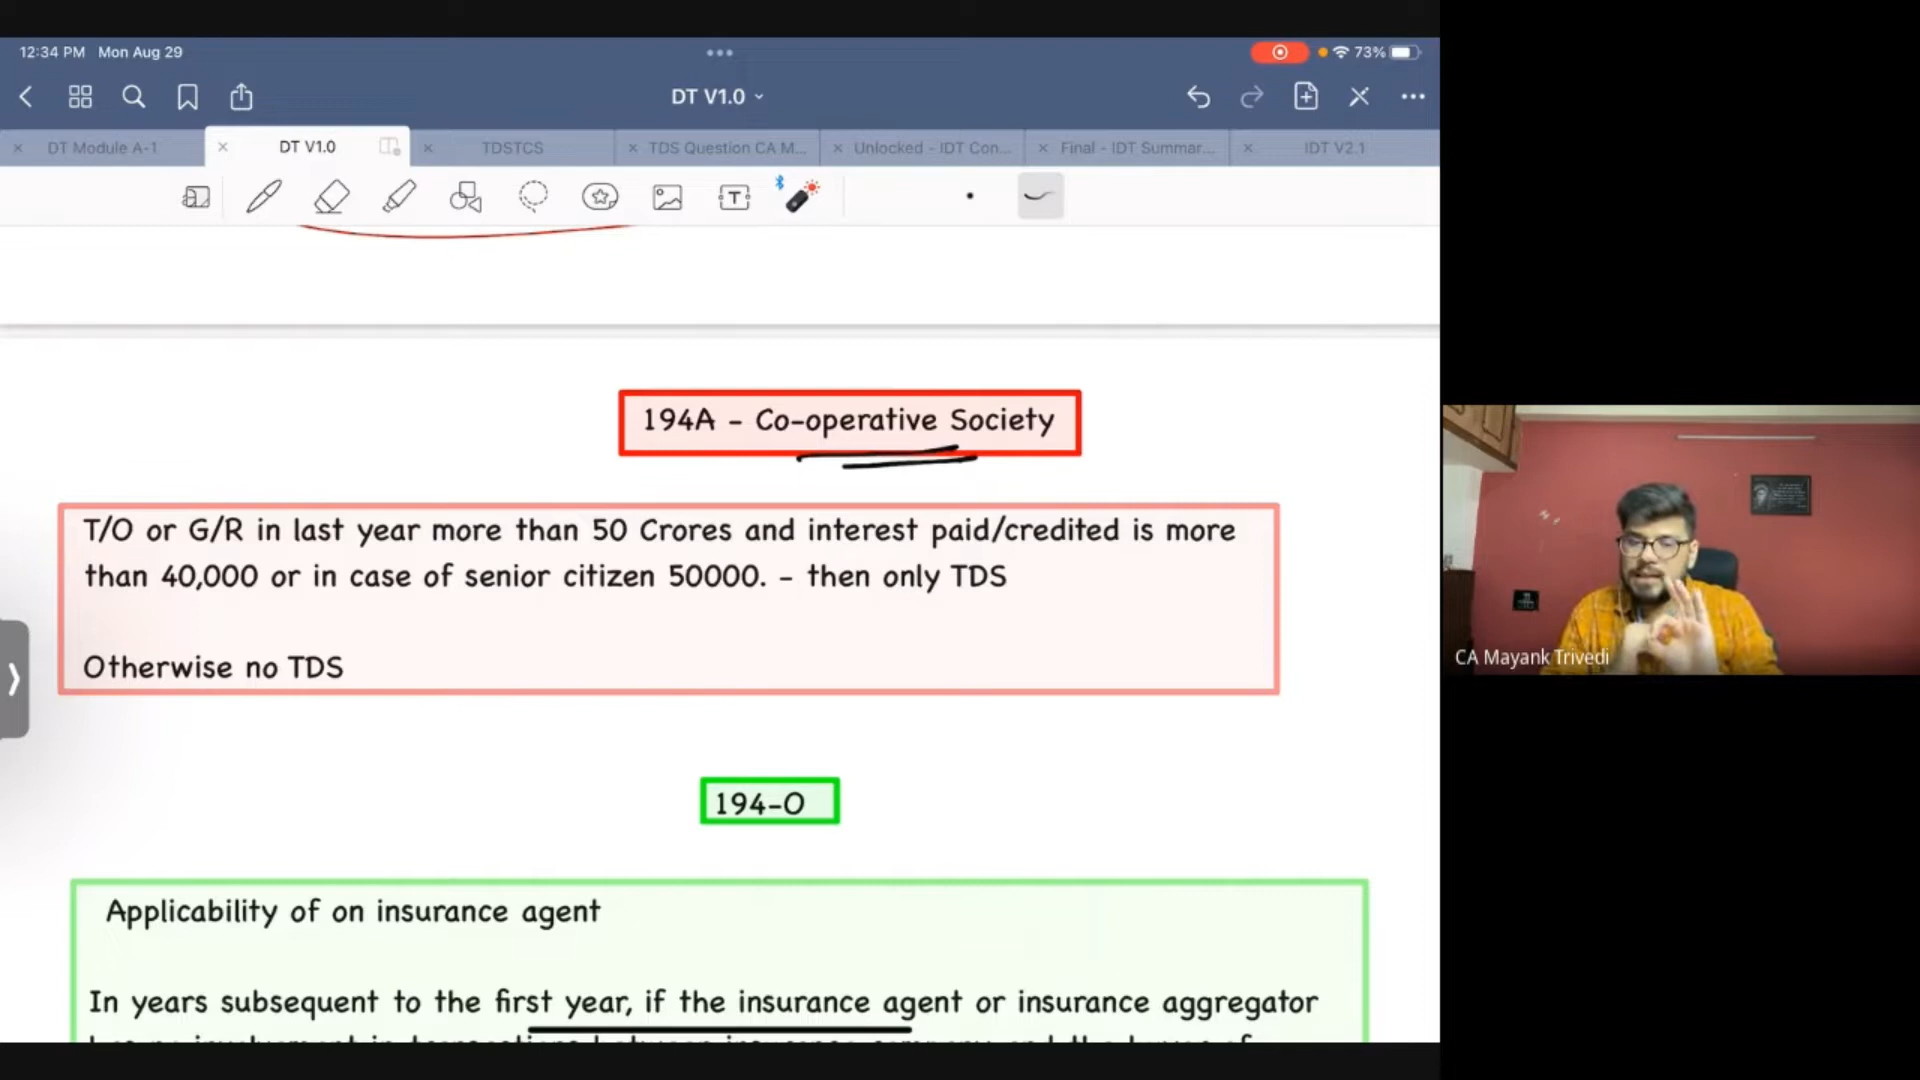 12:34 PM Mon Aug 29
73%
DT V1.0
DT Module A-1
DT V1.0
TDSTCS
TDS Question CA M...
Unlocked - IDT Con...
Final - IDT Summar...
IDT V2.1
194A - Co-operative Society
T/O or G/R in last year more than 50 Crores and interest paid/credited is more
than 40,000 or in case of senior citizen 50000. - then only TDS
Otherwise no TDS
CA Mayank Trivedi
194-O
Applicability of on insurance agent
In years subsequent to the first year, if the insurance agent or insurance aggregator